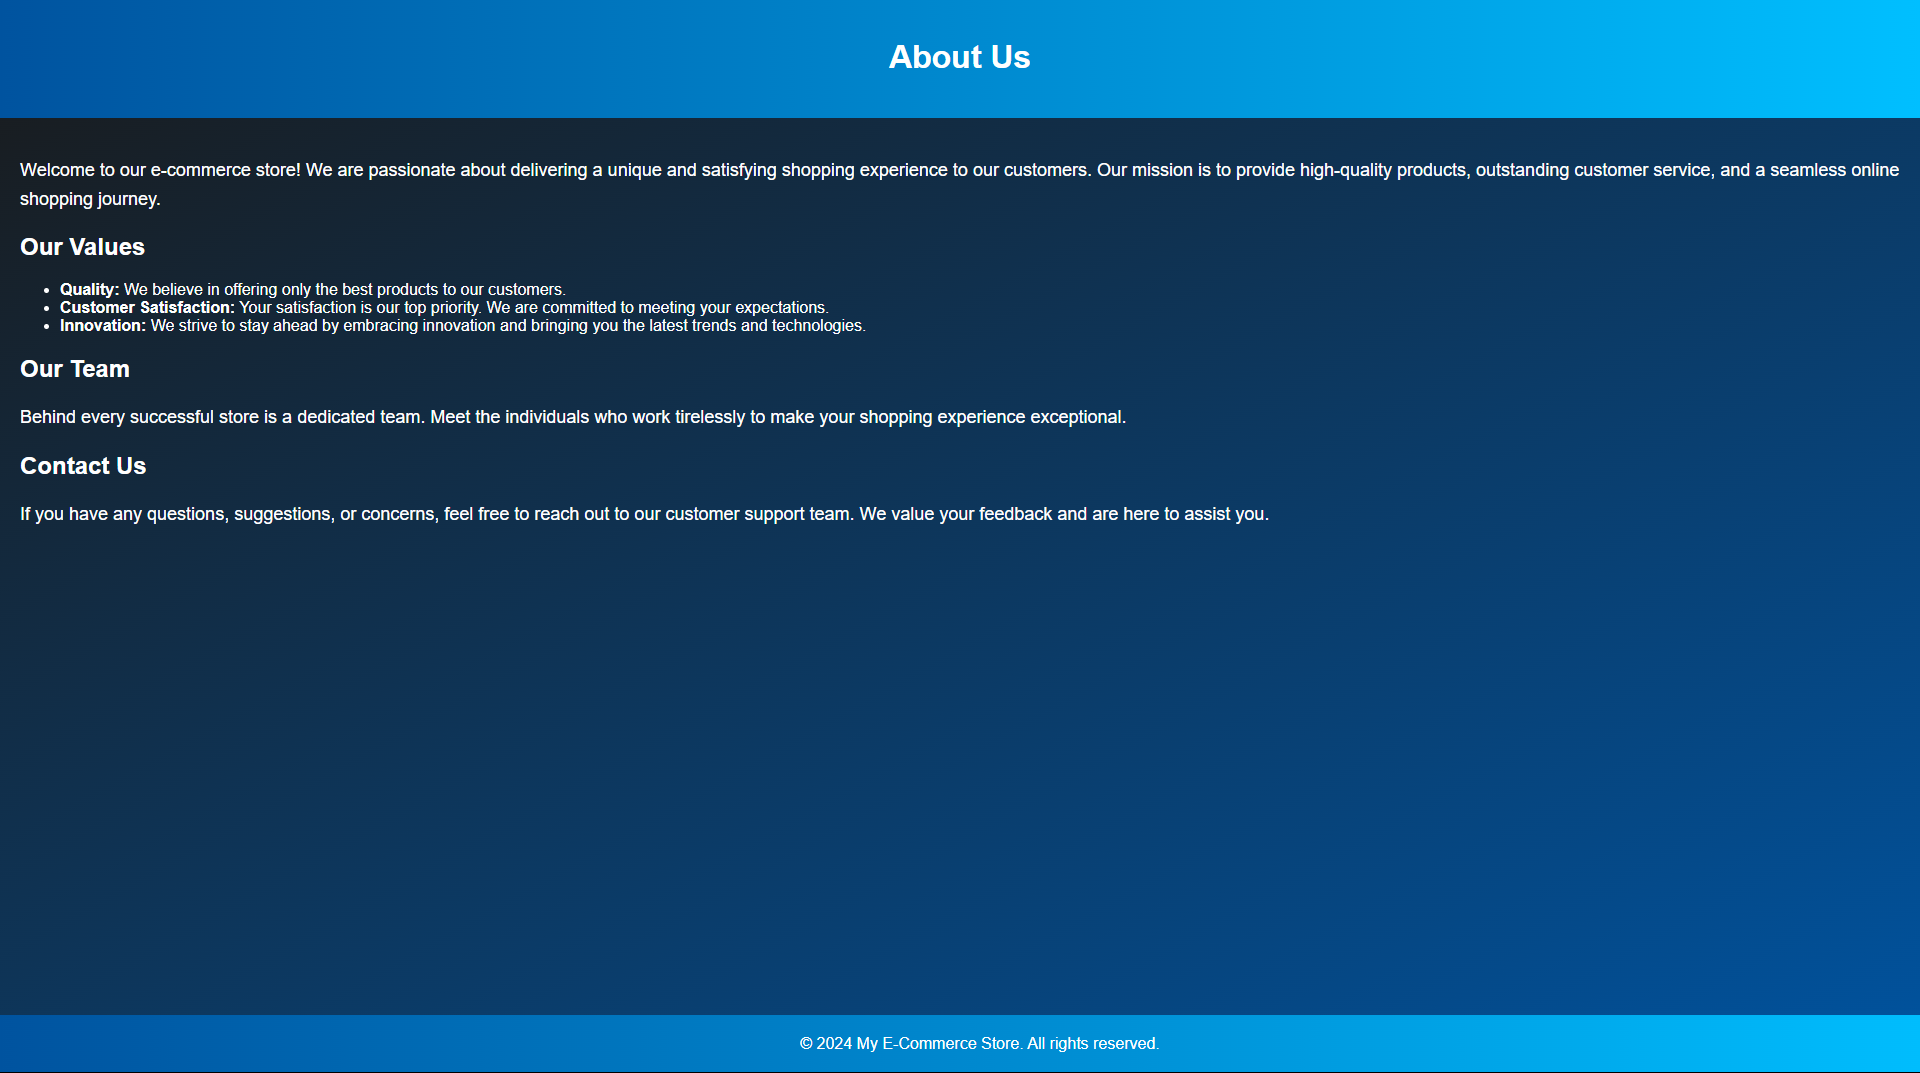 About Us
Welcome to our e-commerce store! We are passionate about delivering a unique and satisfying shopping experience to our customers. Our mission is to provide high-quality products, outstanding customer service, and a seamless online
shopping journey.
Our Values
• Quality: We believe in offering only the best products to our customers.
• Customer Satisfaction: Your satisfaction is our top priority. We are committed to meeting your expectations.
• Innovation: We strive to stay ahead by embracing innovation and bringing you the latest trends and technologies.
Our Team
Behind every successful store is a dedicated team. Meet the individuals who work tirelessly to make your shopping experience exceptional.
Contact Us
If you have any questions, suggestions, or concerns, feel free to reach out to our customer support team. We value your feedback and are here to assist you.
© 2024 My E-Commerce Store. All rights reserved.